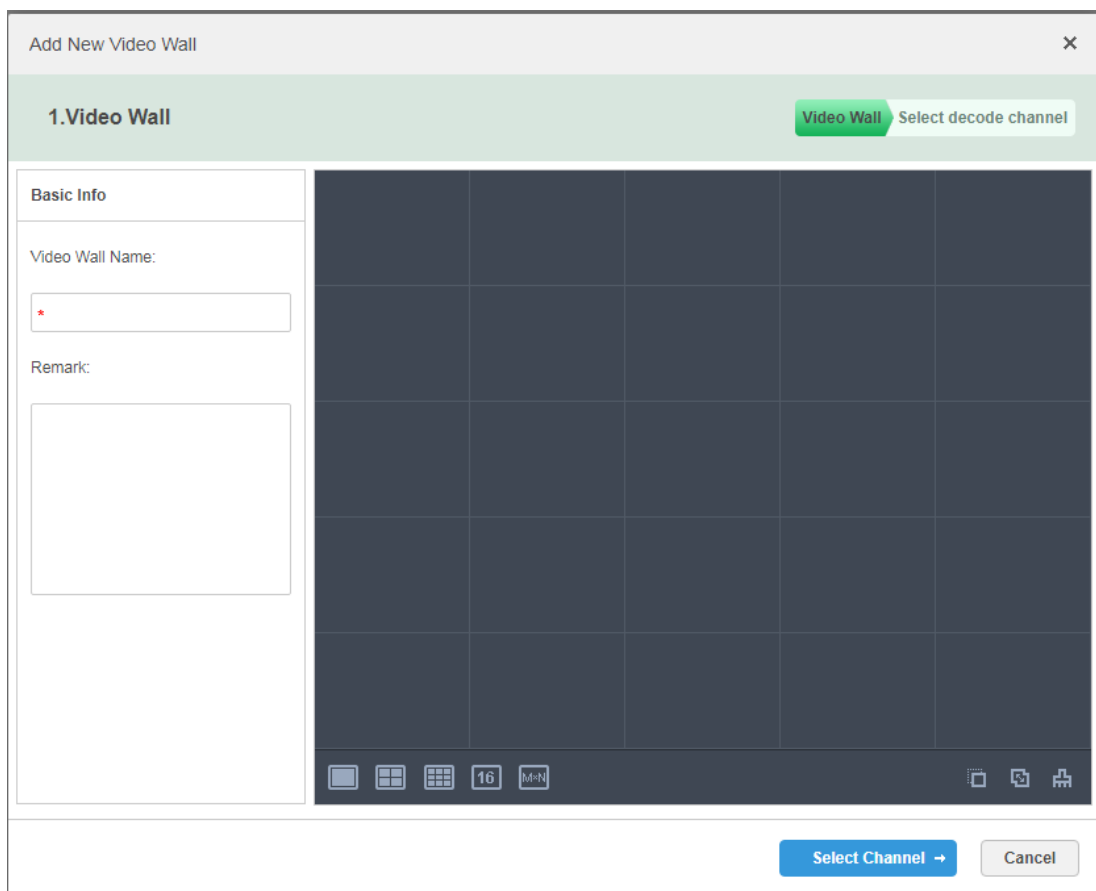 Add New Video Wall
1.Video Wall
Video Wall Select decode channel
Basic Info
Video Wall Name:
*
Remark:
16 M×N
Select Channel →
Cancel